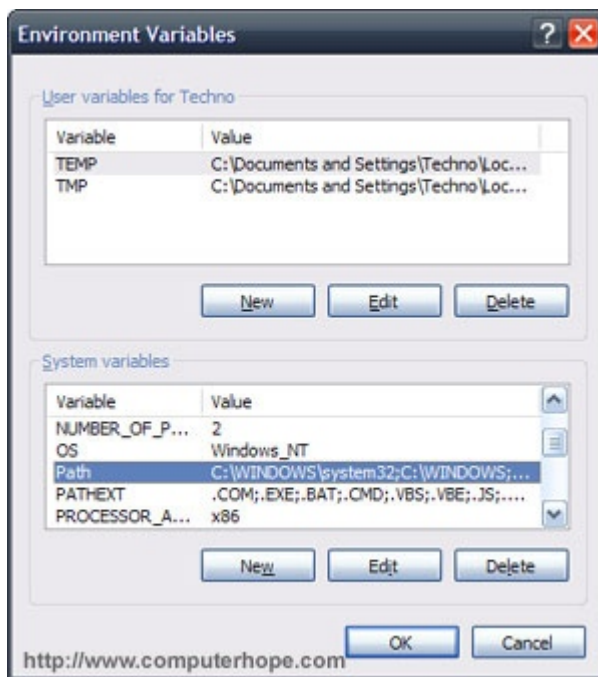 Environment Variables
User variables for Techno
Variable Value
TEMP C:\Documents and Settings\Techno\Loc...
TMP C:\Documents and Settings\Techno\Loc...
New Edit Delete
System variables
Variable Value
NUMBER_OF_P... 2
OS Windows_NT
Path C:\WINDOWS\system32;C:\WINDOWS;...
PATHEXT .COM;.EXE;.BAT;.CMD;.VBS;.VBE;.JS;....
PROCESSOR_A... x86
New Edit Delete
OK Cancel
http://www.computerhope.com